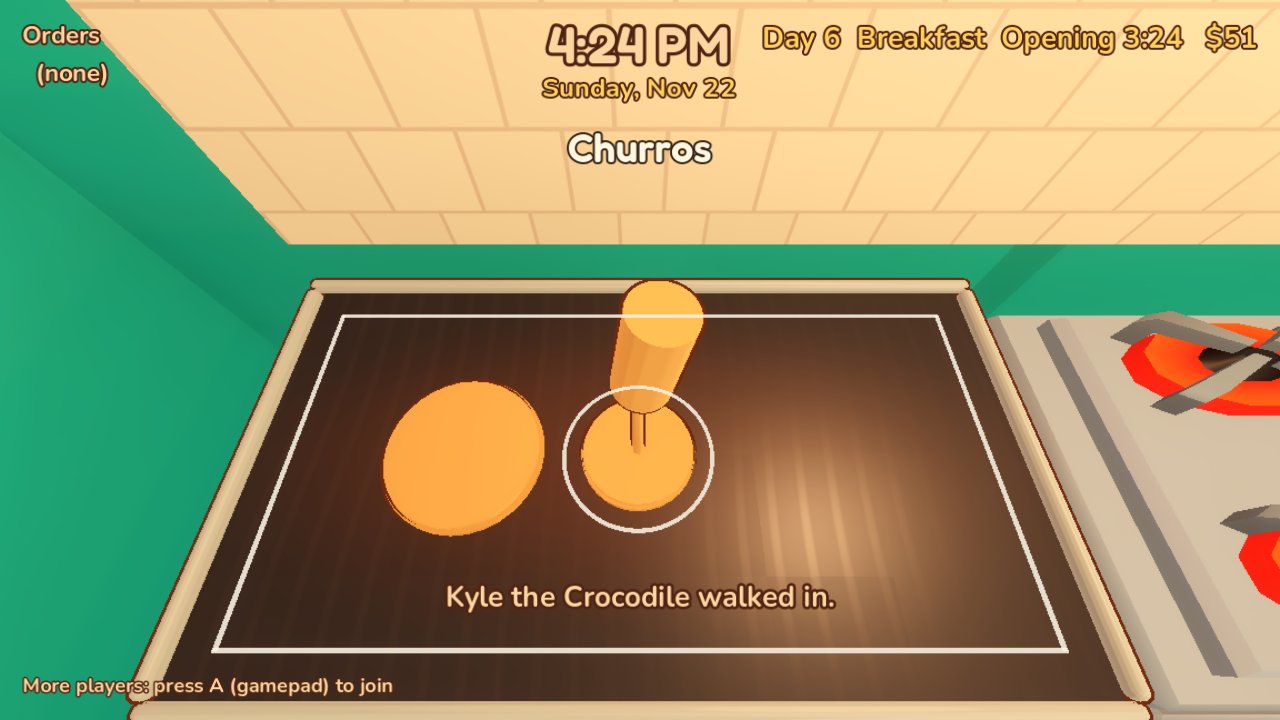 Orders
(none)
4:24 PM
Sunday, Nov 22
Day 6 Breakfast Opening 3:24 $51
Churros
Kyle the Crocodile walked in.
More players: press A (gamepad) to join